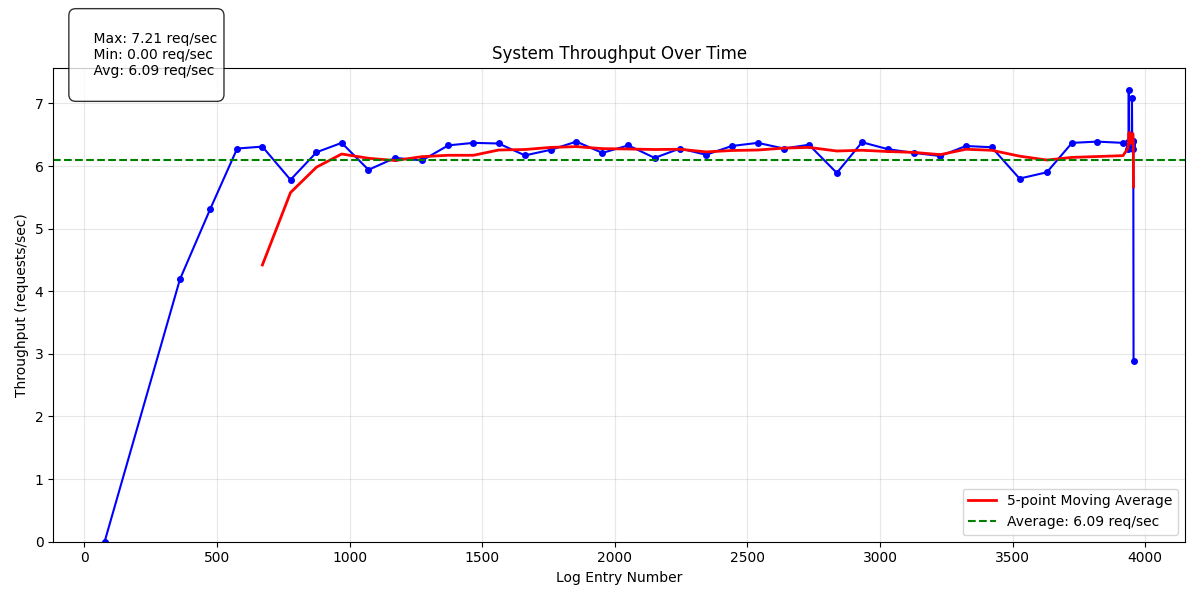 Max: 7.21 req/sec
Min: 0.00 req/sec
Avg: 6.09 req/sec
System Throughput Over Time
Throughput (requests/sec)
7
6
5
4
3
2
1
0
0 500 1000 1500 2000 2500 3000 3500 4000
Log Entry Number
5-point Moving Average
Average: 6.09 req/sec